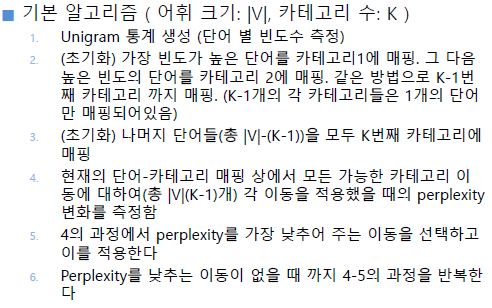 ■ 기본 알고리즘 ( 어휘 크기: |V|, 카테고리 수: K )
1. Unigram 통계 생성 (단어 별 빈도수 측정)
2. (초기화) 가장 빈도가 높은 단어를 카테고리1에 매핑. 그 다음
높은 빈도의 단어를 카테고리 2에 매핑. 같은 방법으로 K-1번
째 카테고리 까지 매핑. (K-1개의 각 카테고리들은 1개의 단어
만 매핑되어있음)
3. (초기화) 나머지 단어들(총 |V|-(K-1))을 모두 K번째 카테고리에
매핑
4. 현재의 단어-카테고리 매핑 상에서 모든 가능한 카테고리 이
동에 대하여(총 |V|(K-1)개) 각 이동을 적용했을 때의 perplexity
변화를 측정함
5. 4의 과정에서 perplexity를 가장 낮추어 주는 이동을 선택하고
이를 적용한다
6. Perplexity를 낮추는 이동이 없을 때 까지 4-5의 과정을 반복한
다